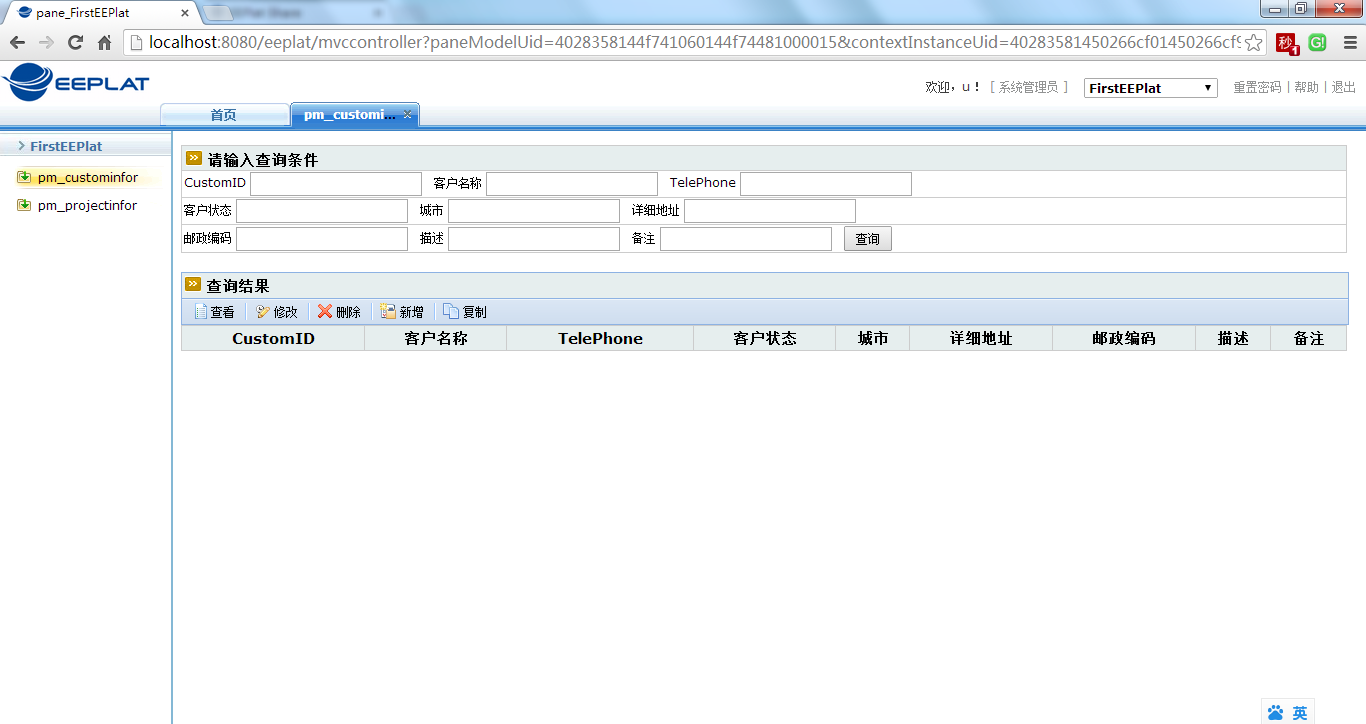 pane_FirstEEPlat
localhost:8080/eeplat/mvccontroller?paneModelUid=4028358144f741060144f74481000015&contextInstanceUid=40283581450266cf01450266cf9
秒 1 G!
EEPLAT
欢迎，u！ [ 系统管理员 ] FirstEEPlat 重置密码 | 帮助 | 退出
首页 pm_customi...
FirstEEPlat
pm_custominfor
pm_projectinfor
请输入查询条件
CustomID 客户名称 TelePhone
客户状态 城市 详细地址
邮政编码 描述 备注 查询
查询结果
查看 修改 删除 新增 复制
CustomID 客户名称 TelePhone 客户状态 城市 详细地址 邮政编码 描述 备注
英